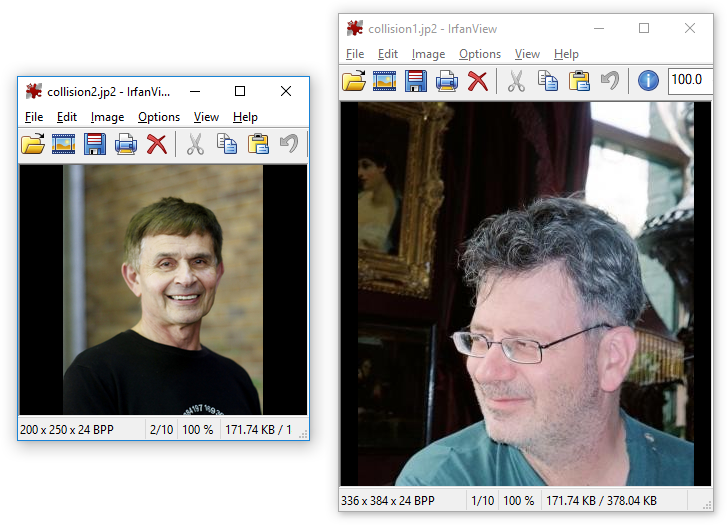 collision2.jp2 - IrfanVi...
File Edit Image Options View Help
200 x 250 x 24 BPP 2/10 100 % 171.74 KB / 1
collision1.jp2 - IrfanView
File Edit Image Options View Help
100.0
336 x 384 x 24 BPP 1/10 100 % 171.74 KB / 378.04 KB